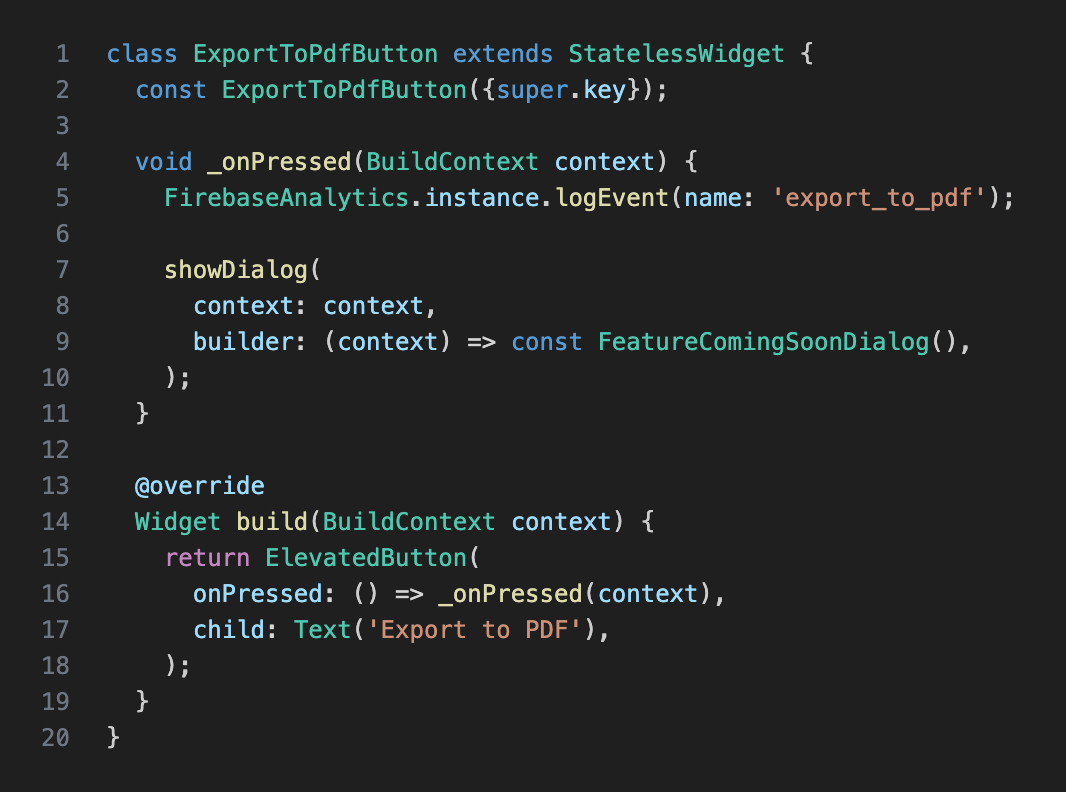 1 class ExportToPdfButton extends StatelessWidget {
2   const ExportToPdfButton({super.key});
3
4   void _onPressed(BuildContext context) {
5     FirebaseAnalytics.instance.logEvent(name: 'export_to_pdf');
6
7     showDialog(
8       context: context,
9       builder: (context) => const FeatureComingSoonDialog(),
10     );
11   }
12
13   @override
14   Widget build(BuildContext context) {
15     return ElevatedButton(
16       onPressed: () => _onPressed(context),
17       child: Text('Export to PDF'),
18     );
19   }
20 }